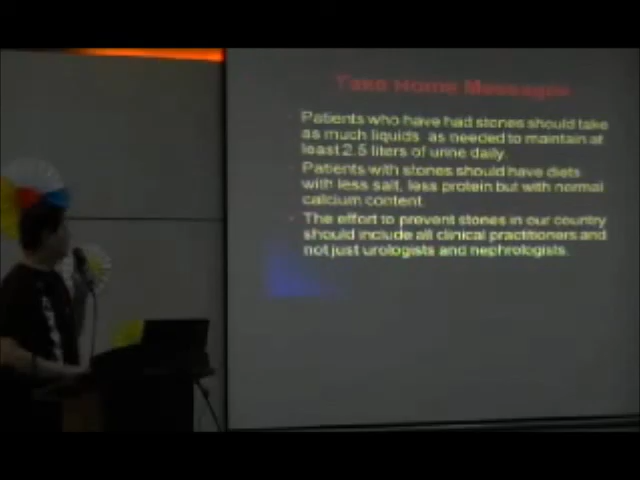 Take Home Messages
Patients who have had stones should take
as much liquids as needed to maintain at
least 2.5 liters of urine daily.
Patients with stones should have diets
with less salt, less protein but with normal
calcium content.
The effort to prevent stones in our country
should include all clinical practitioners and
not just urologists and nephrologists.